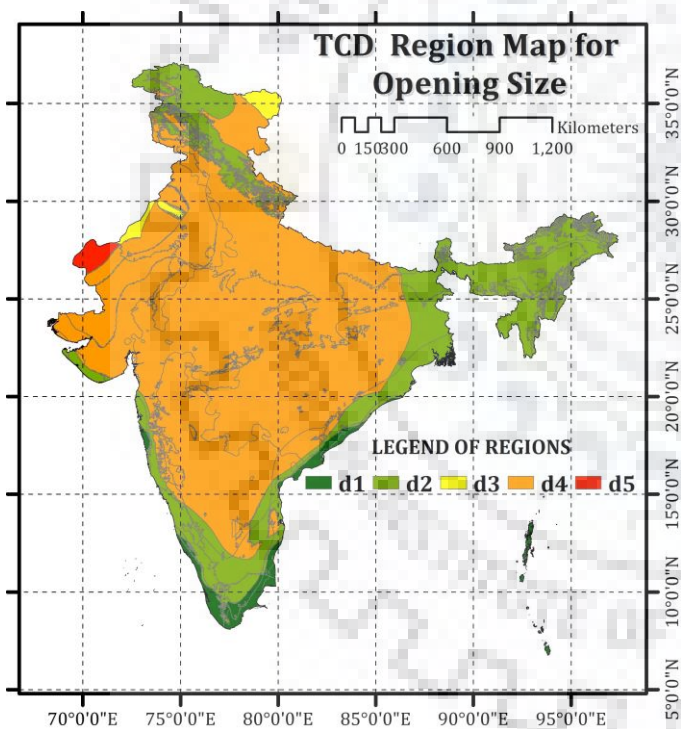 TCD Region Map for
Opening Size
Kilometers
0 150 300 600 900 1,200
LEGEND OF REGIONS
d1 d2 d3 d4 d5
35°0'0"N
30°0'0"N
25°0'0"N
20°0'0"N
15°0'0"N
10°0'0"N
5°0'0"N
70°0'0"E 75°0'0"E 80°0'0"E 85°0'0"E 90°0'0"E 95°0'0"E